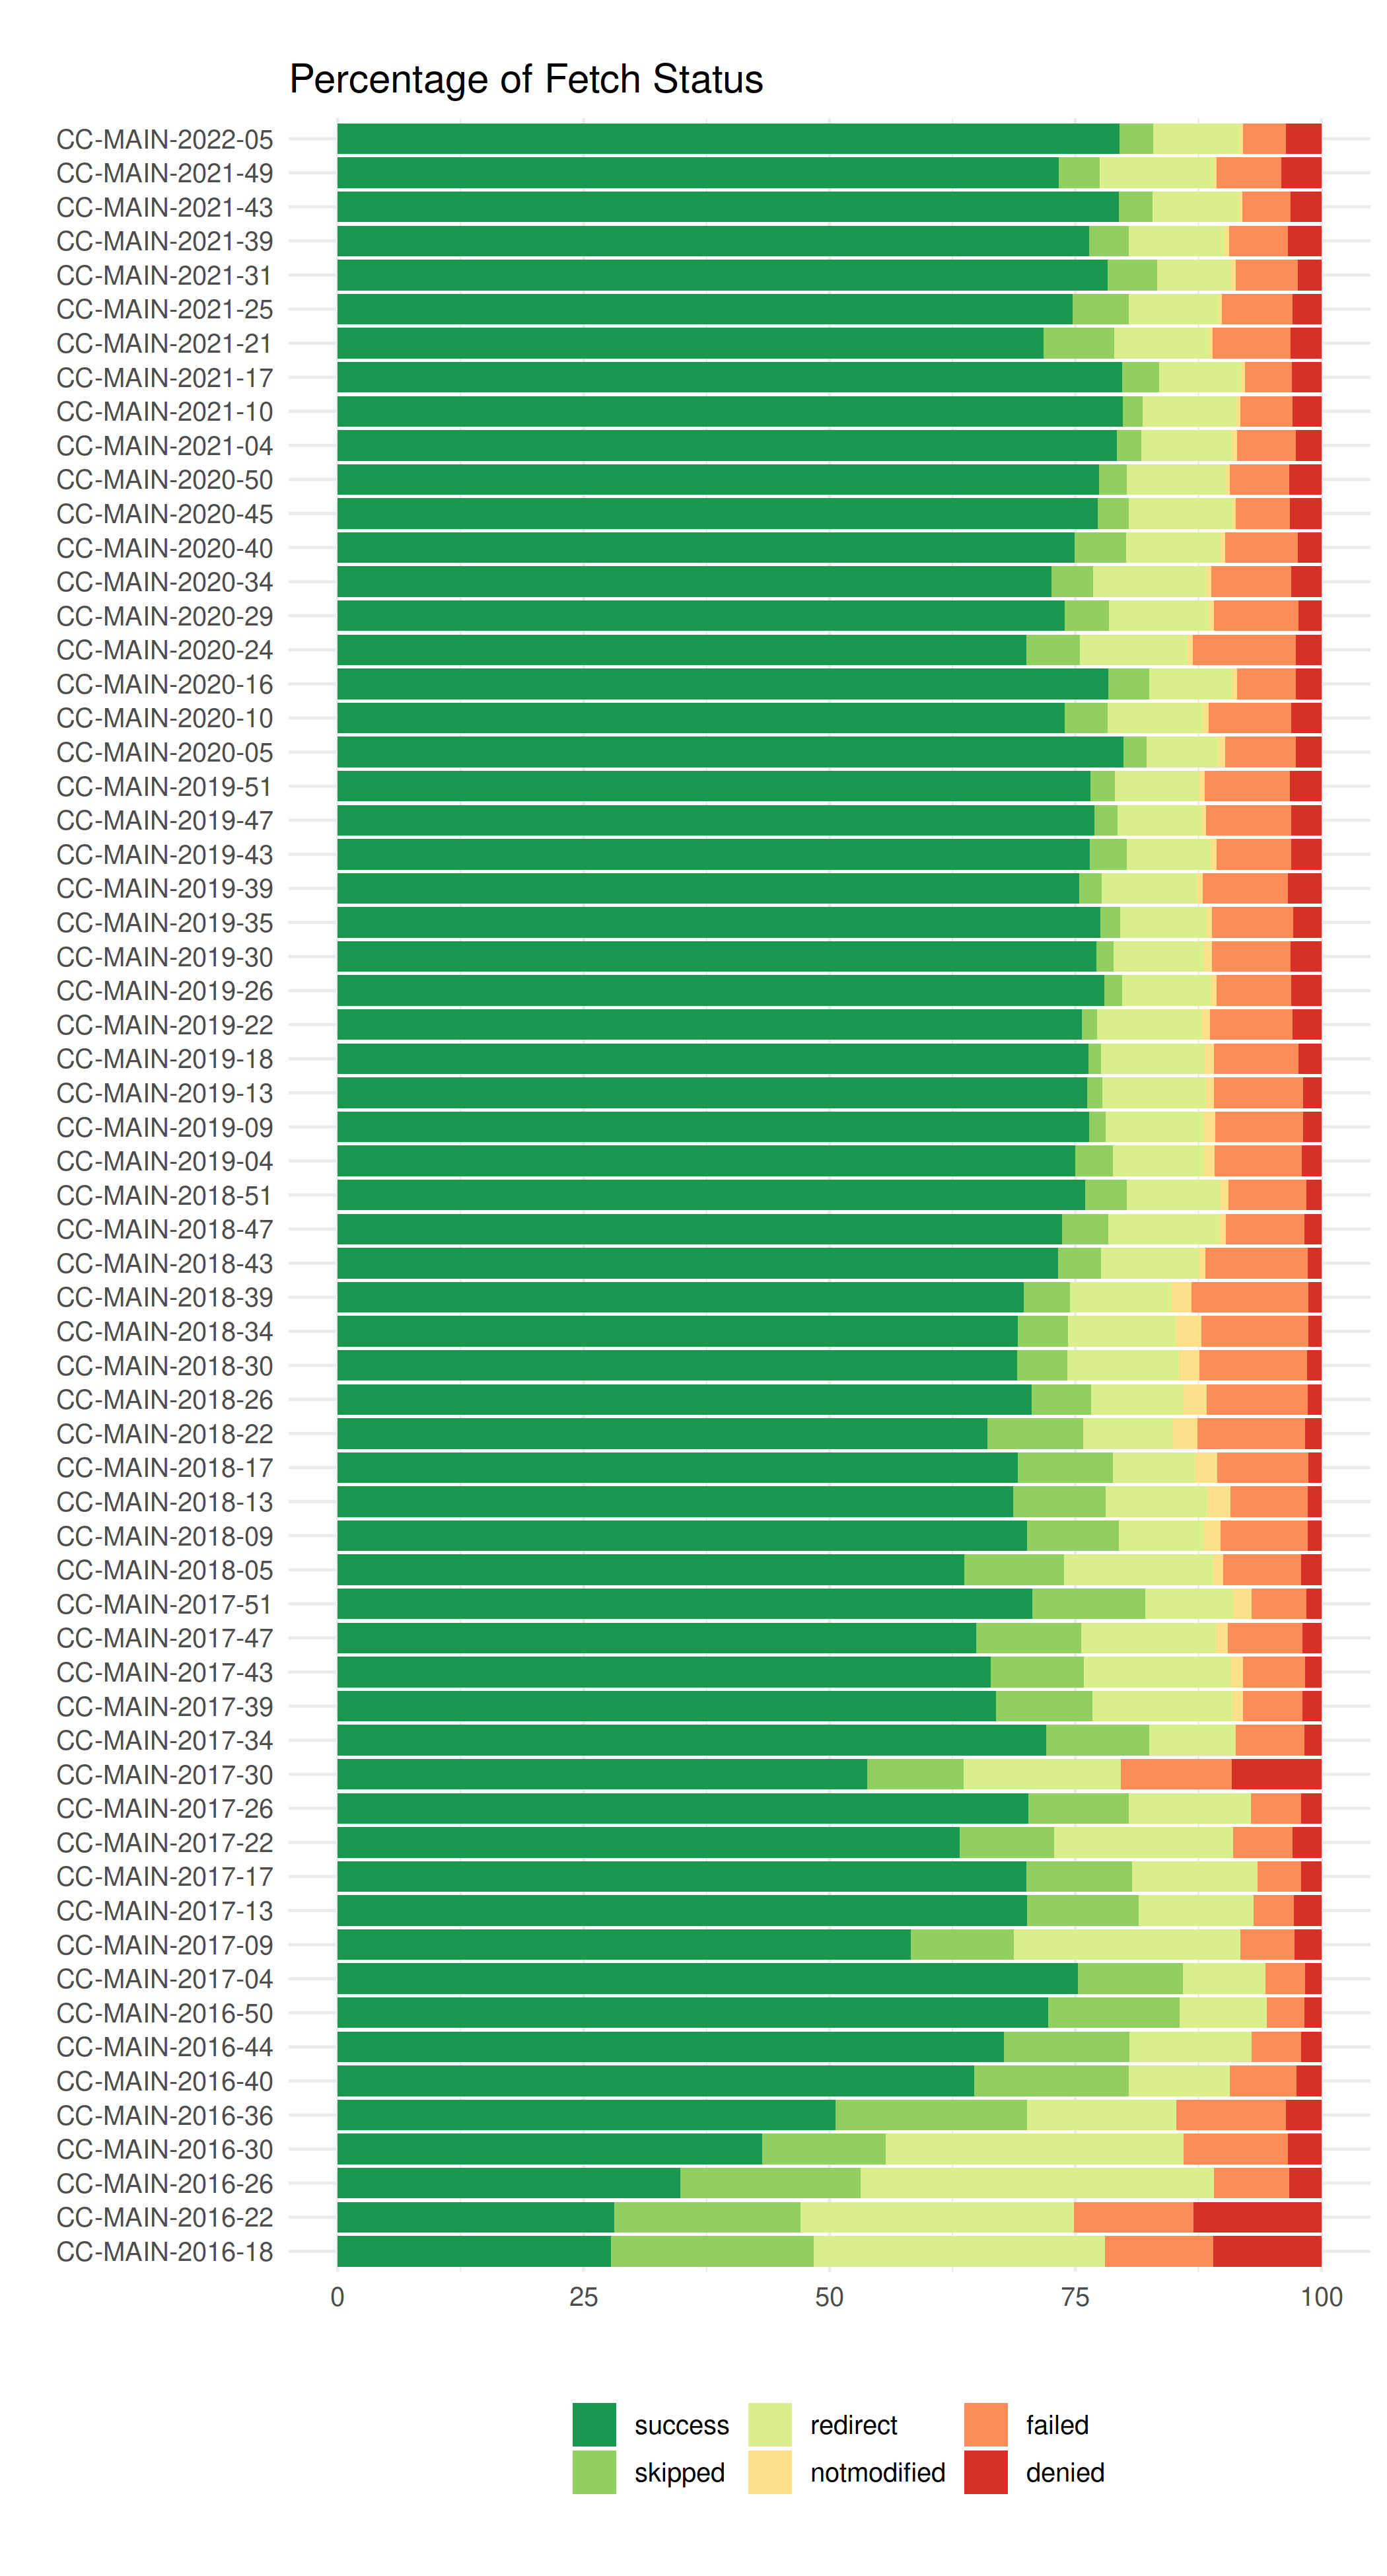 Percentage of Fetch Status
CC-MAIN-2022-05
CC-MAIN-2021-49
CC-MAIN-2021-43
CC-MAIN-2021-39
CC-MAIN-2021-31
CC-MAIN-2021-25
CC-MAIN-2021-21
CC-MAIN-2021-17
CC-MAIN-2021-10
CC-MAIN-2021-04
CC-MAIN-2020-50
CC-MAIN-2020-45
CC-MAIN-2020-40
CC-MAIN-2020-34
CC-MAIN-2020-29
CC-MAIN-2020-24
CC-MAIN-2020-16
CC-MAIN-2020-10
CC-MAIN-2020-05
CC-MAIN-2019-51
CC-MAIN-2019-47
CC-MAIN-2019-43
CC-MAIN-2019-39
CC-MAIN-2019-35
CC-MAIN-2019-30
CC-MAIN-2019-26
CC-MAIN-2019-22
CC-MAIN-2019-18
CC-MAIN-2019-13
CC-MAIN-2019-09
CC-MAIN-2019-04
CC-MAIN-2018-51
CC-MAIN-2018-47
CC-MAIN-2018-43
CC-MAIN-2018-39
CC-MAIN-2018-34
CC-MAIN-2018-30
CC-MAIN-2018-26
CC-MAIN-2018-22
CC-MAIN-2018-17
CC-MAIN-2018-13
CC-MAIN-2018-09
CC-MAIN-2018-05
CC-MAIN-2017-51
CC-MAIN-2017-47
CC-MAIN-2017-43
CC-MAIN-2017-39
CC-MAIN-2017-34
CC-MAIN-2017-30
CC-MAIN-2017-26
CC-MAIN-2017-22
CC-MAIN-2017-17
CC-MAIN-2017-13
CC-MAIN-2017-09
CC-MAIN-2017-04
CC-MAIN-2016-50
CC-MAIN-2016-44
CC-MAIN-2016-40
CC-MAIN-2016-36
CC-MAIN-2016-30
CC-MAIN-2016-26
CC-MAIN-2016-22
CC-MAIN-2016-18
0 25 50 75 100
success redirect failed
skipped notmodified denied